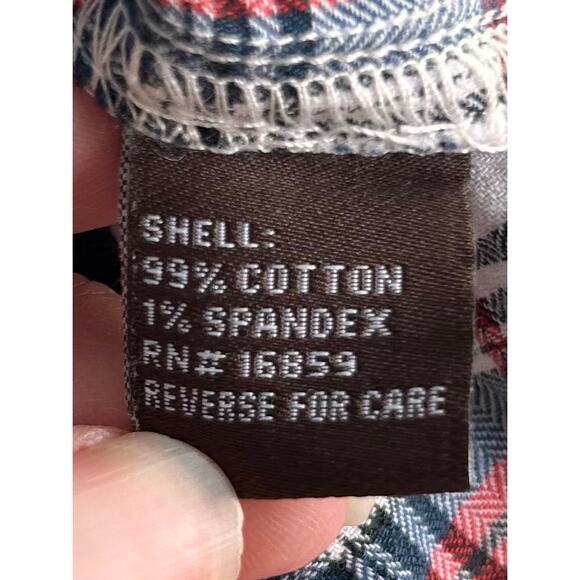 SHELL:
99% COTTON
1% SPANDEX
RN# 16859
REVERSE FOR CARE